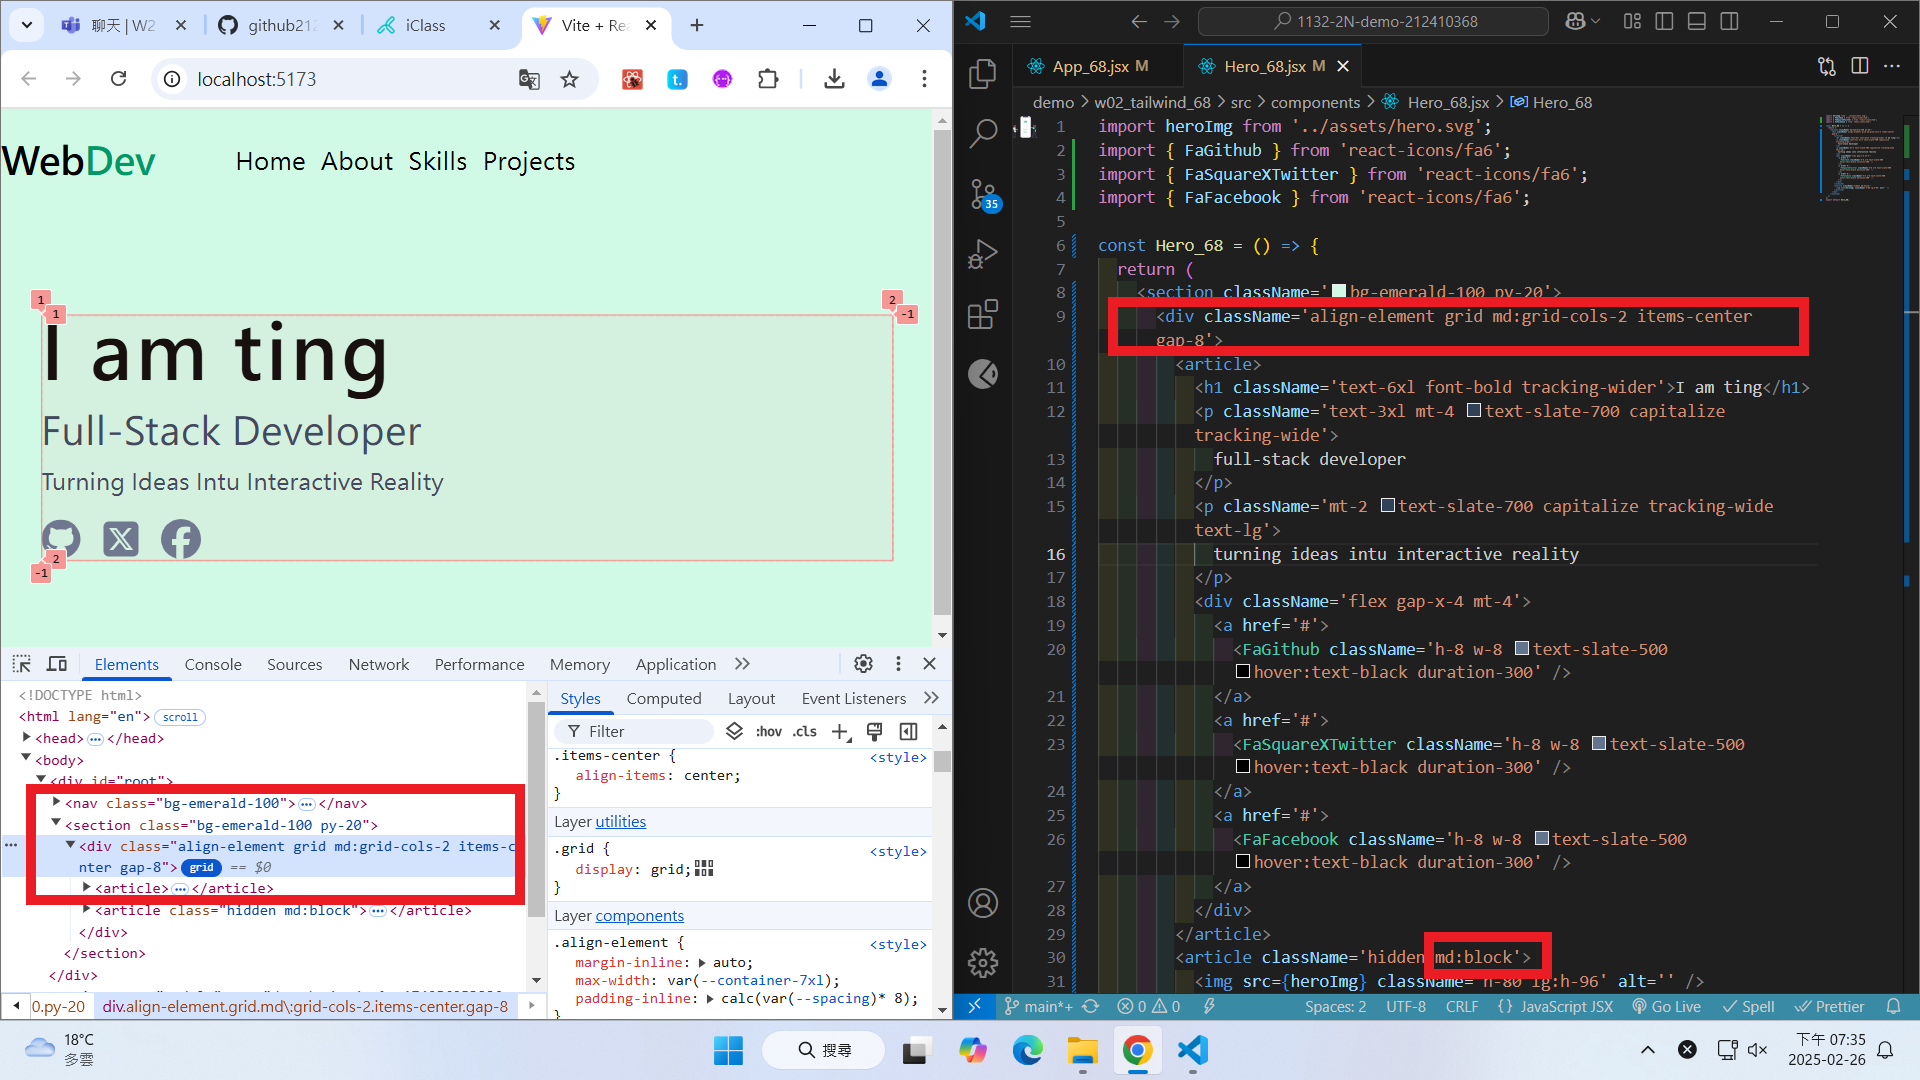 聊天 | W2
github212
iClass
Vite + Rea
localhost:5173
WebDev
Home About Skills Projects
1
1
2
-1
I am ting
Full-Stack Developer
Turning Ideas Intu Interactive Reality
2
-1
Elements
Console
Sources
Network
Performance
Memory
Application
<!DOCTYPE html>
<html lang="en"> scroll
<head> ••• </head>
<body>
<div id="root">
<nav class="bg-emerald-100"> ••• </nav>
<section class="bg-emerald-100 py-20">
<div class="align-element grid md:grid-cols-2 items-c
nter gap-8"> grid == $0
<article> ••• </article>
<article class="hidden md:block"> ••• </article>
</div>
</section>
</div>
0.py-20
div.align-element.grid.md\:grid-cols-2.items-center.gap-8
Styles
Computed
Layout
Event Listeners
Filter
:hov
.cls
.items-center {
<style>
align-items: center;
}
Layer utilities
.grid {
<style>
display: grid;
}
Layer components
.align-element {
<style>
margin-inline: auto;
max-width: var(--container-7xl);
padding-inline: calc(var(--spacing)* 8);
}
1132-2N-demo-212410368
App_68.jsx M
Hero_68.jsx M
demo > w02_tailwind_68 > src > components > Hero_68.jsx > Hero_68
35
1 import heroImg from '../assets/hero.svg';
2 import { FaGithub } from 'react-icons/fa6';
3 import { FaSquareXTwitter } from 'react-icons/fa6';
4 import { FaFacebook } from 'react-icons/fa6';
5
6 const Hero_68 = () => {
7 return (
8 <section className='bg-emerald-100 py-20'>
9 <div className='align-element grid md:grid-cols-2 items-center
gap-8'>
10 <article>
11 <h1 className='text-6xl font-bold tracking-wider'>I am ting</h1>
12 <p className='text-3xl mt-4 text-slate-700 capitalize
tracking-wide'>
13 full-stack developer
14 </p>
15 <p className='mt-2 text-slate-700 capitalize tracking-wide
text-lg'>
16 turning ideas intu interactive reality
17 </p>
18 <div className='flex gap-x-4 mt-4'>
19 <a href='#'>
20 <FaGithub className='h-8 w-8 text-slate-500
hover:text-black duration-300' />
21 </a>
22 <a href='#'>
23 <FaSquareXTwitter className='h-8 w-8 text-slate-500
hover:text-black duration-300' />
24 </a>
25 <a href='#'>
26 <FaFacebook className='h-8 w-8 text-slate-500
hover:text-black duration-300' />
27 </a>
28 </div>
29 </article>
30 <article className='hidden md:block'>
31 <img src={heroImg} className='h-80 lg:h-96' alt='' />
main*+
0
0
Spaces: 2
UTF-8
CRLF
{} JavaScript JSX
Go Live
Spell
Prettier
18°C
多雲
搜尋
下午 07:35
2025-02-26